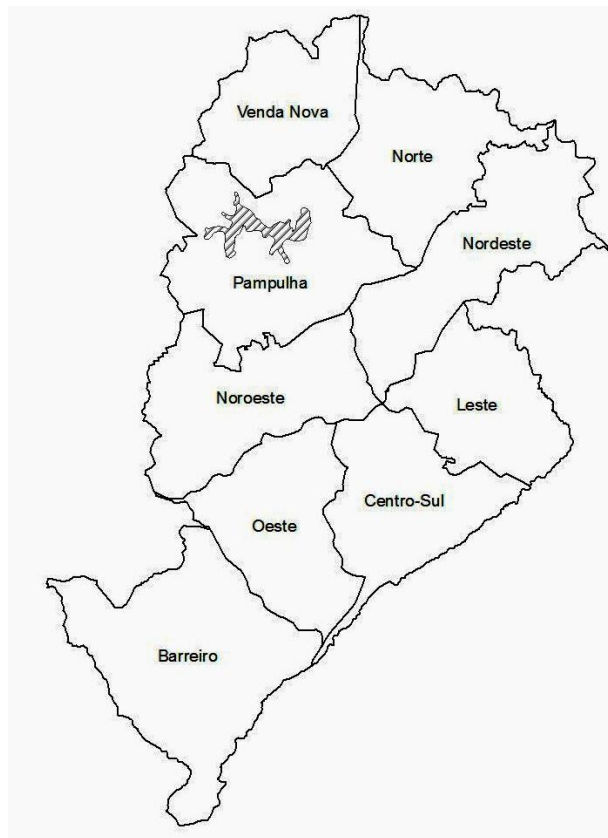 Venda Nova
Norte
Nordeste
Pampulha
Noroeste
Leste
Centro-Sul
Oeste
Barreiro